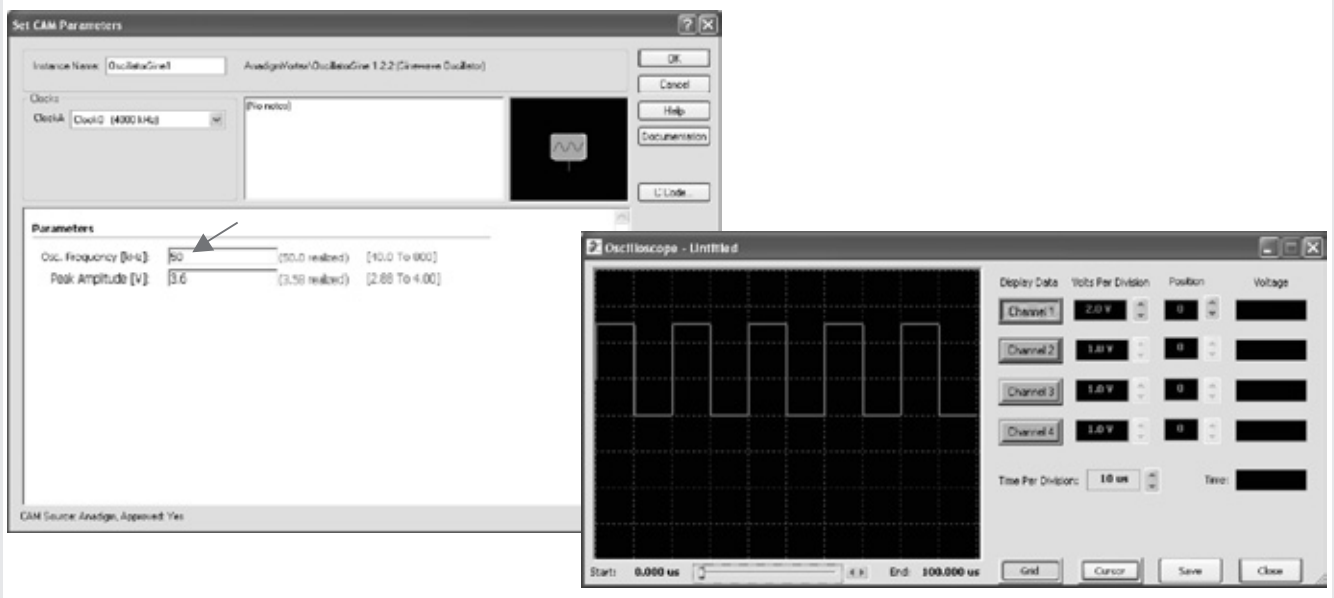 Set CAM Parameters
Instance Name: OscillatorSine1
AnadigmVortex\OscillatorSine 1.2.2 (Sinewave Oscillator)
OK
Cancel
Help
Documentation
C Code...
Clocks
ClockA Clock0 (4000 kHz)
(No notes)
Parameters
Osc. Frequency [kHz]: 50 (50.0 realized) [40.0 To 800]
Peak Amplitude [V]: 3.6 (3.58 realized) [2.88 To 4.00]
CAM Source: Anadigm, Approved: Yes
Oscilloscope - Untitled
Display Data Volts Per Division Position Voltage
Channel 1 2.0 V 0
Channel 2 1.0 V 0
Channel 3 1.0 V 0
Channel 4 1.0 V 0
Time Per Division: 10 us Time:
Start: 0.000 us End: 100.000 us
Grid Cursor Save Close